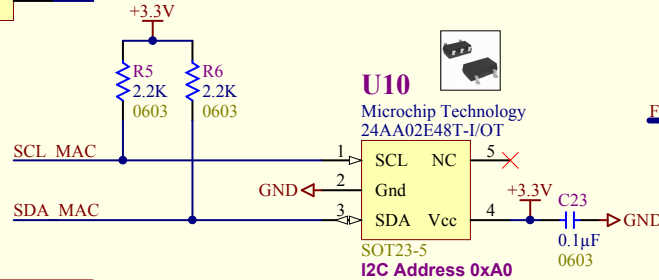 +3.3V
R5
2.2K
0603
R6
2.2K
0603
U10
Microchip Technology
24AA02E48T-I/OT
SCL_MAC
1
SCL
NC
5
GND
2
Gnd
+3.3V
C23
SDA_MAC
3
SDA
Vcc
4
GND
0.1µF
0603
SOT23-5
I2C Address 0xA0